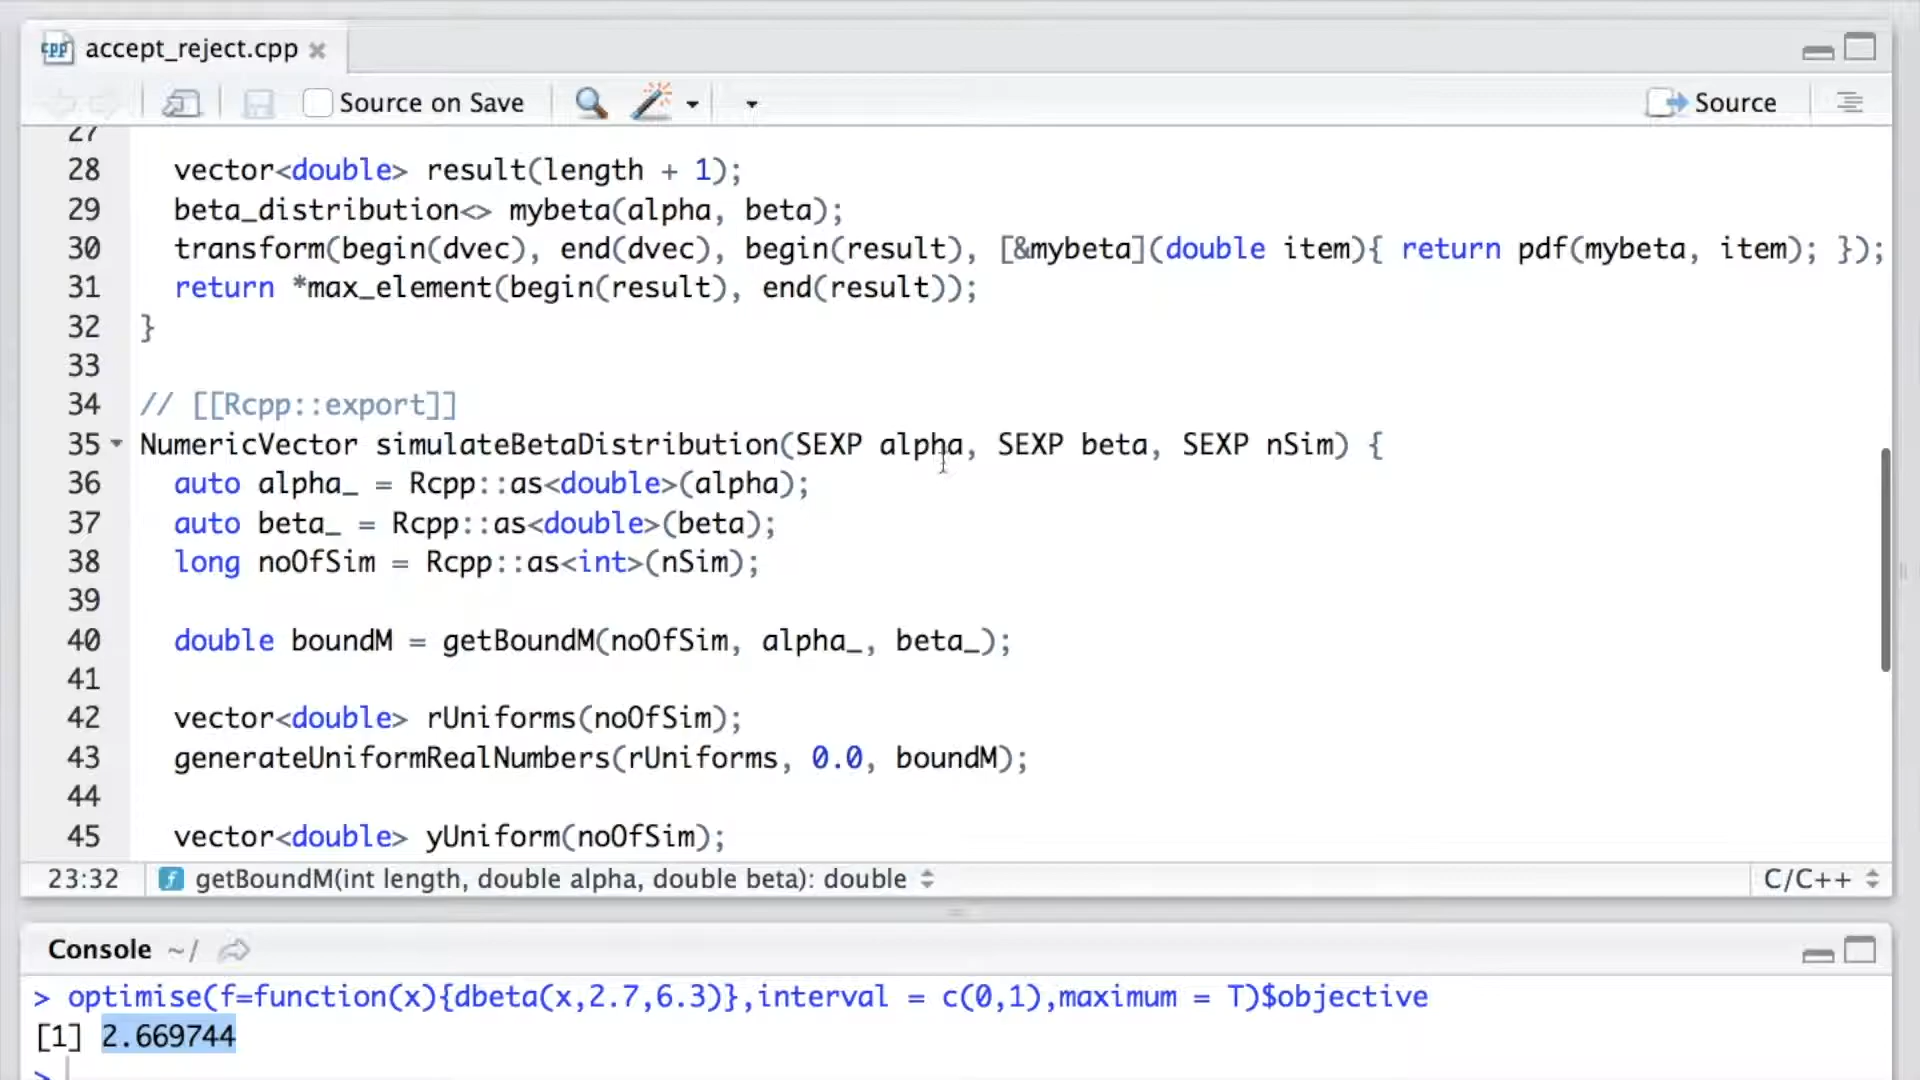 accept_reject.cpp
Source on Save
Source
27
28 vector<double> result(length + 1);
29 beta_distribution<> mybeta(alpha, beta);
30 transform(begin(dvec), end(dvec), begin(result), [&mybeta](double item){ return pdf(mybeta, item); });
31 return *max_element(begin(result), end(result));
32 }
33
34 // [[Rcpp::export]]
35 NumericVector simulateBetaDistribution(SEXP alpha, SEXP beta, SEXP nSim) {
36 auto alpha_ = Rcpp::as<double>(alpha);
37 auto beta_ = Rcpp::as<double>(beta);
38 long noOfSim = Rcpp::as<int>(nSim);
39
40 double boundM = getBoundM(noOfSim, alpha_, beta_);
41
42 vector<double> rUniforms(noOfSim);
43 generateUniformRealNumbers(rUniforms, 0.0, boundM);
44
45 vector<double> yUniform(noOfSim);
23:32 getBoundM(int length, double alpha, double beta): double C/C++
Console ~/
> optimise(f=function(x){dbeta(x,2.7,6.3)},interval = c(0,1),maximum = T)$objective
[1] 2.669744
>